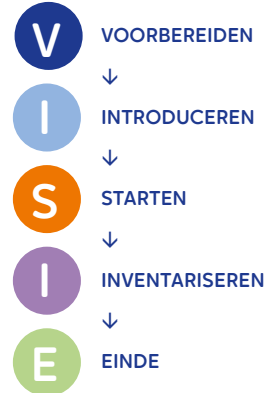 V VOORBEREIDEN
↓
I INTRODUCEREN
↓
S STARTEN
↓
I INVENTARISEREN
↓
E EINDE